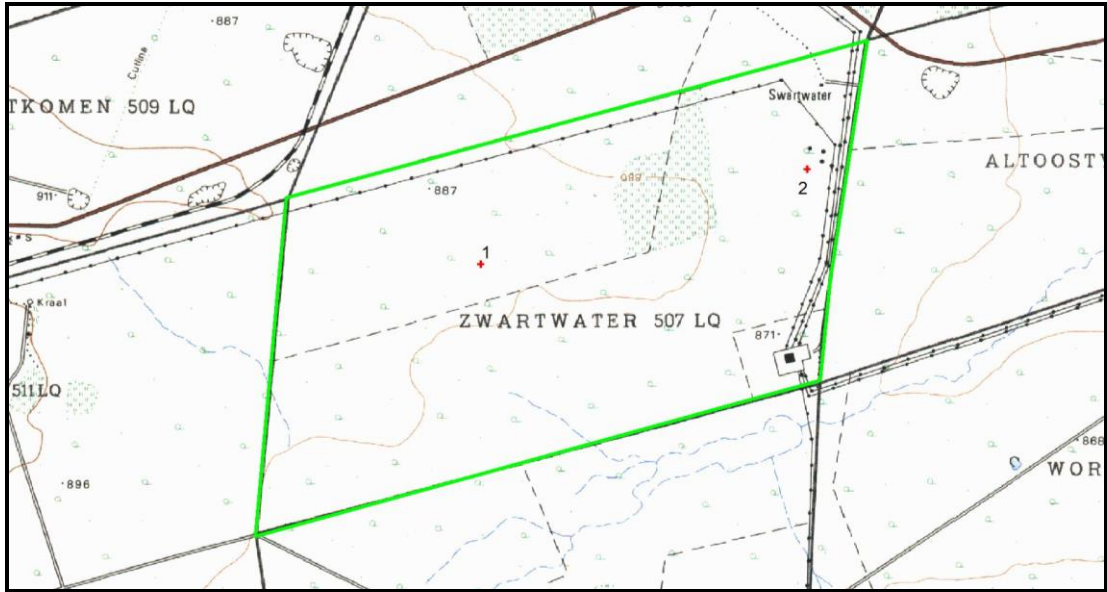 887
Cutline
TKOMEN 509 LQ
Swartwater
ALTOOSTV
911
887
2
1
S
Kraal
ZWARTWATER 507 LQ
871
511LQ
868
896
WOR